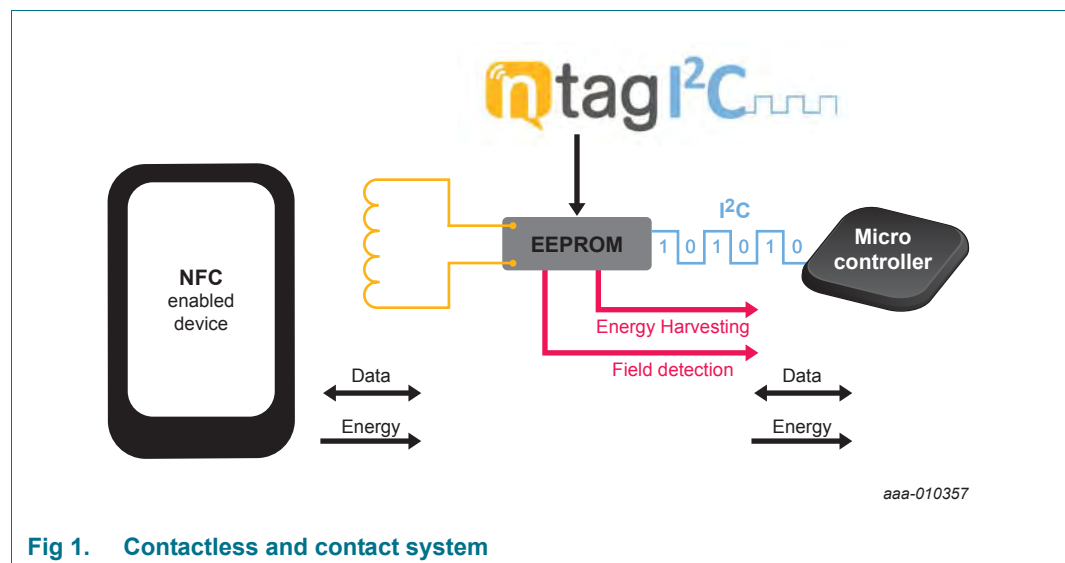 ntag I²C
I²C
EEPROM
1 0 1 0 1 0
Micro
controller
NFC
enabled
device
Energy Harvesting
Field detection
Data
Energy
Data
Energy
aaa-010357
Fig 1. Contactless and contact system